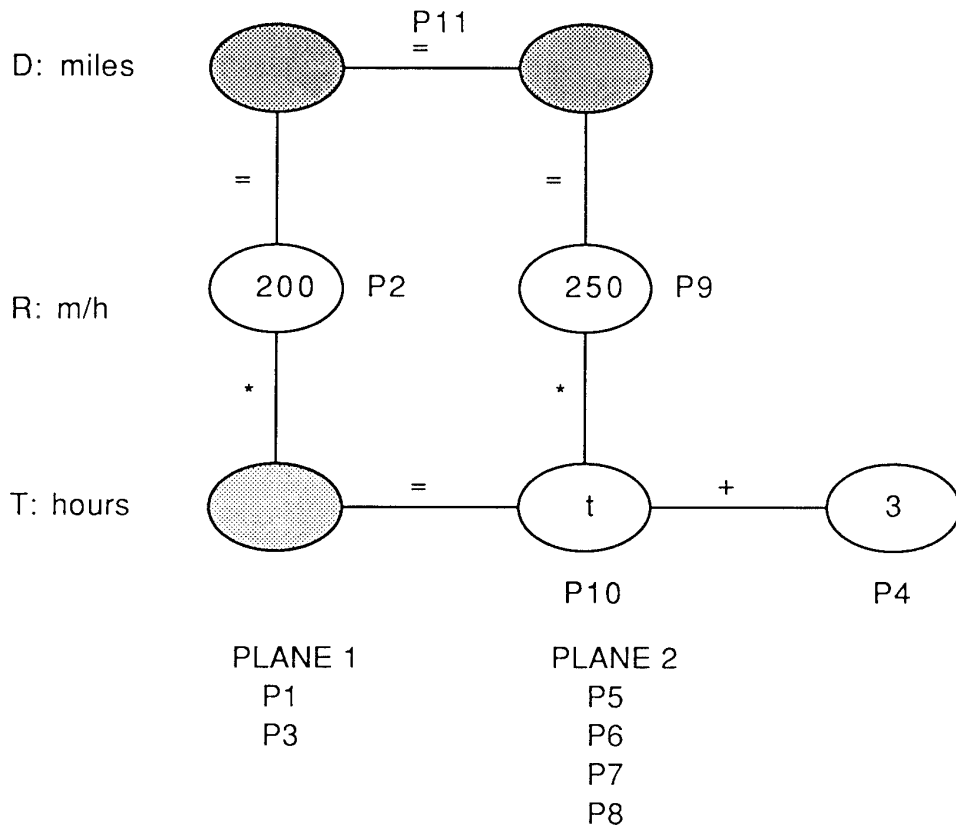 P11
=
D: miles
= =
200 P2 250 P9
R: m/h
* *
T: hours = t + 3
P10 P4
PLANE 1 PLANE 2
P1 P5
P3 P6
P7
P8